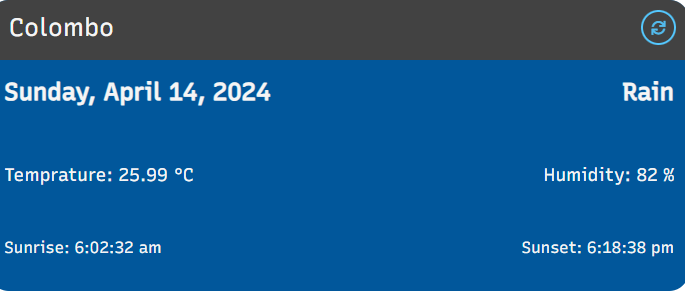 Colombo
Sunday, April 14, 2024 Rain
Temprature: 25.99 °C Humidity: 82 %
Sunrise: 6:02:32 am Sunset: 6:18:38 pm